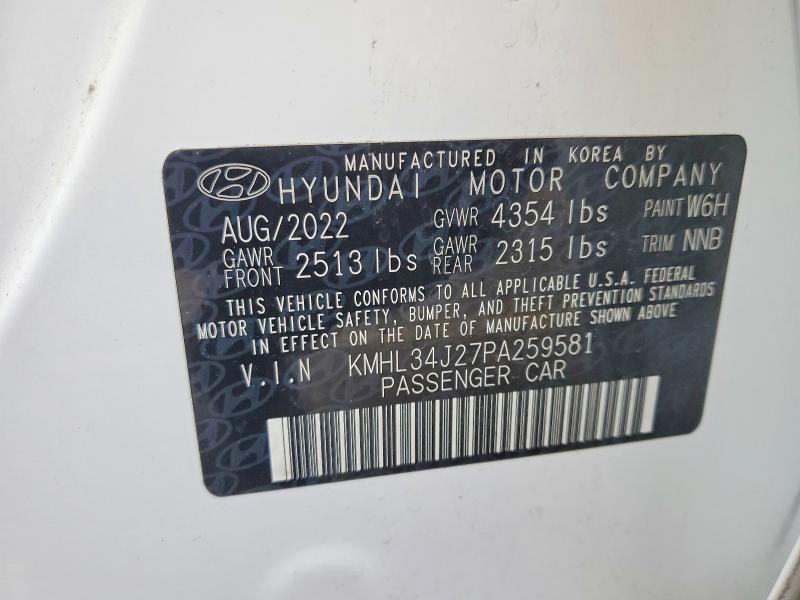 MANUFACTURED IN KOREA BY
HYUNDAI MOTOR COMPANY
AUG/2022 GVWR 4354 lbs PAINT W6H
GAWR FRONT 2513 lbs GAWR REAR 2315 lbs TRIM NNB
THIS VEHICLE CONFORMS TO ALL APPLICABLE U.S.A. FEDERAL
MOTOR VEHICLE SAFETY, BUMPER, AND THEFT PREVENTION STANDARDS
IN EFFECT ON THE DATE OF MANUFACTURE SHOWN ABOVE
V.I.N KMHL34J27PA259581
PASSENGER CAR